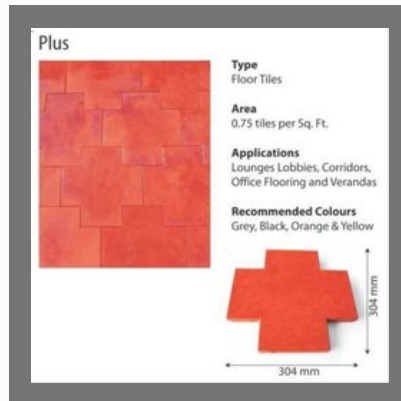 Plus
Type
Floor Tiles
Area
0.75 tiles per Sq. Ft.
Applications
Lounges Lobbies, Corridors,
Office Flooring and Verandas
Recommended Colours
Grey, Black, Orange & Yellow
304 mm
304 mm